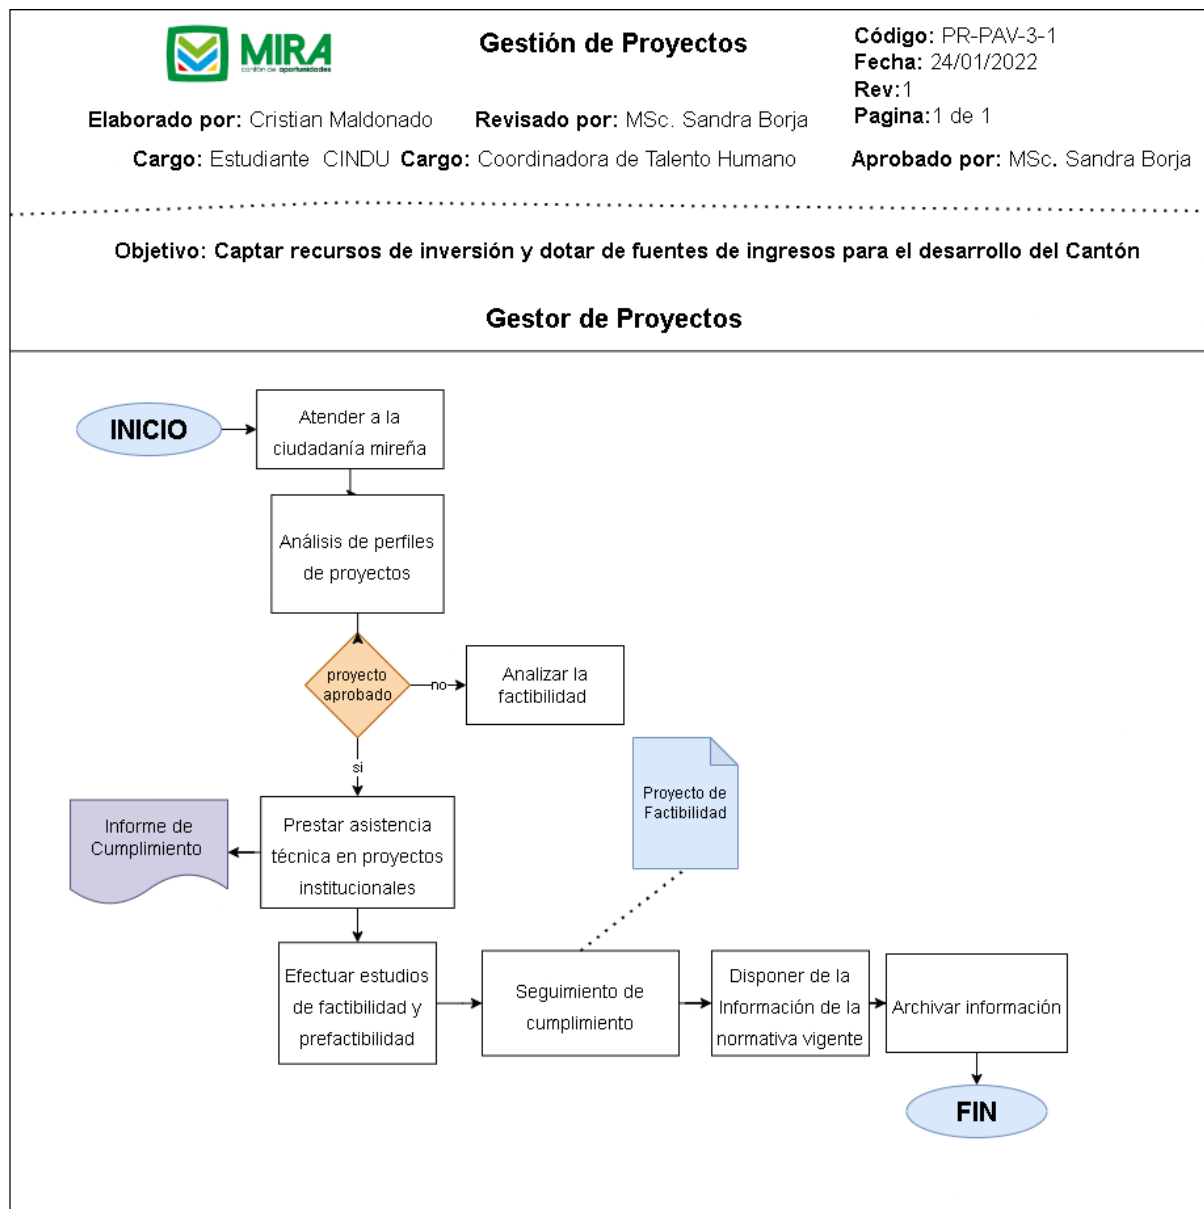 MIRA
cantón de oportunidades
Gestión de Proyectos
Código: PR-PAV-3-1
Fecha: 24/01/2022
Rev:1
Pagina:1 de 1
Elaborado por: Cristian Maldonado
Revisado por: MSc. Sandra Borja
Cargo: Estudiante CINDU
Cargo: Coordinadora de Talento Humano
Aprobado por: MSc. Sandra Borja
Objetivo: Captar recursos de inversión y dotar de fuentes de ingresos para el desarrollo del Cantón
Gestor de Proyectos
INICIO
Atender a la
ciudadanía mireña
Análisis de perfiles
de proyectos
proyecto
aprobado
no
Analizar la
factibilidad
si
Proyecto de
Factibilidad
Informe de
Cumplimiento
Prestar asistencia
técnica en proyectos
institucionales
Efectuar estudios
de factibilidad y
prefactibilidad
Seguimiento de
cumplimiento
Disponer de la
Información de la
normativa vigente
Archivar información
FIN